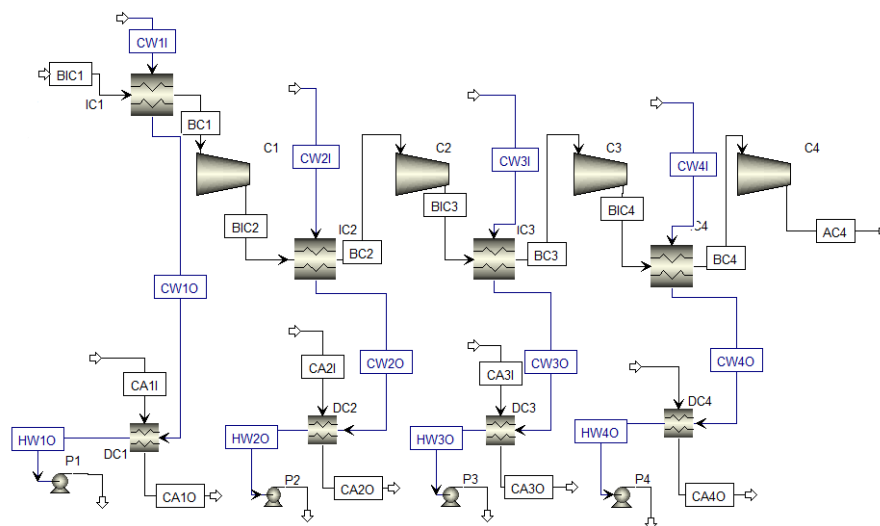 CW1I
BIC1
IC1
BC1
C1
CW2I
BIC2
IC2
BC2
C2
BIC3
CW3I
IC3
BC3
C3
BIC4
CW4I
C4
BC4
C4
AC4
CW1O
CA1I
DC1
HW1O
P1
CA1O
CA2I
CW2O
DC2
HW2O
P2
CA2O
CA3I
CW3O
DC3
HW3O
P3
CA3O
CW4O
DC4
HW4O
P4
CA4O